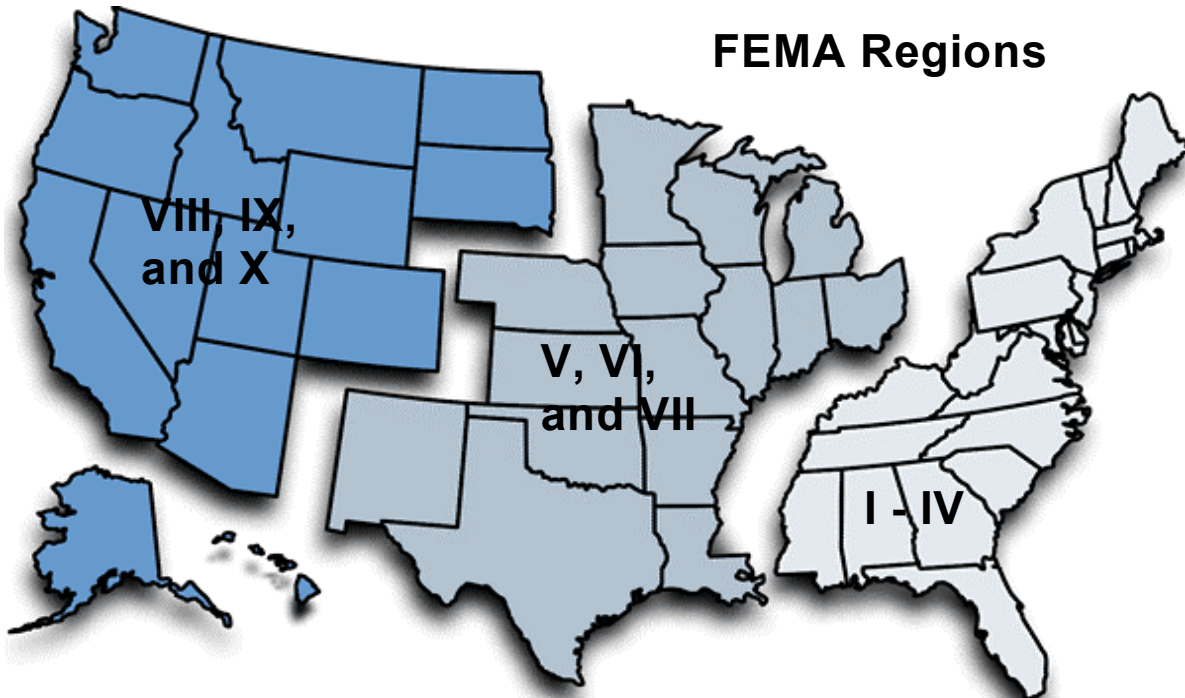 FEMA Regions
VIII, IX,
and X
V, VI,
and VII
I - IV